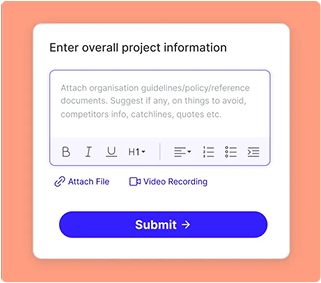 Enter overall project information
Attach organisation guidelines/policy/reference
documents. Suggest if any, on things to avoid,
competitors info, catchlines, quotes etc.
B I U H1
Attach File Video Recording
Submit →